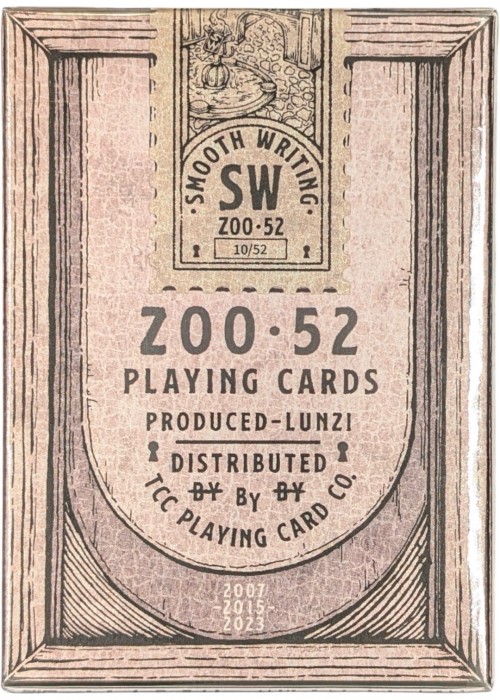 ·SMOOTH WRITING·
SW
ZOO·52
10/52
ZOO·52
PLAYING CARDS
PRODUCED-LUNZI
DISTRIBUTED
BY BY BY
TCC PLAYING CARD CO.
2007
-2015-
2023